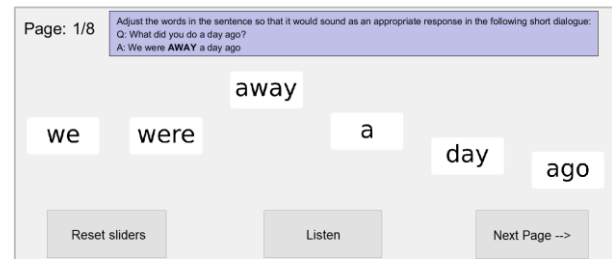 Page: 1/8
Adjust the words in the sentence so that it would sound as an appropriate response in the following short dialogue:
Q: What did you do a day ago?
A: We were AWAY a day ago
away
we were a day ago
Reset sliders Listen Next Page -->